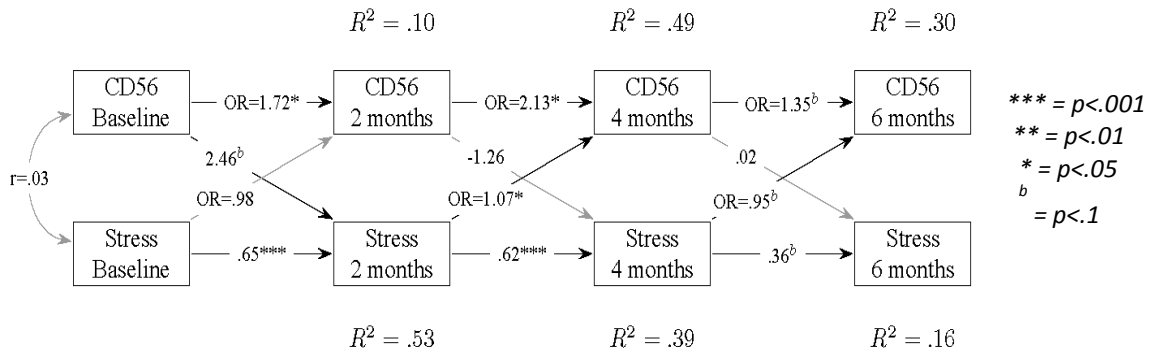 R² = .10
R² = .49
R² = .30
CD56
Baseline
OR=1.72*
CD56
2 months
OR=2.13*
CD56
4 months
OR=1.35ᵇ
CD56
6 months
r=.03
2.46ᵇ
OR=.98
-1.26
OR=1.07*
.02
OR=.95ᵇ
Stress
Baseline
.65***
Stress
2 months
.62***
Stress
4 months
.36ᵇ
Stress
6 months
R² = .53
R² = .39
R² = .16
*** = p<.001
** = p<.01
* = p<.05
ᵇ = p<.1